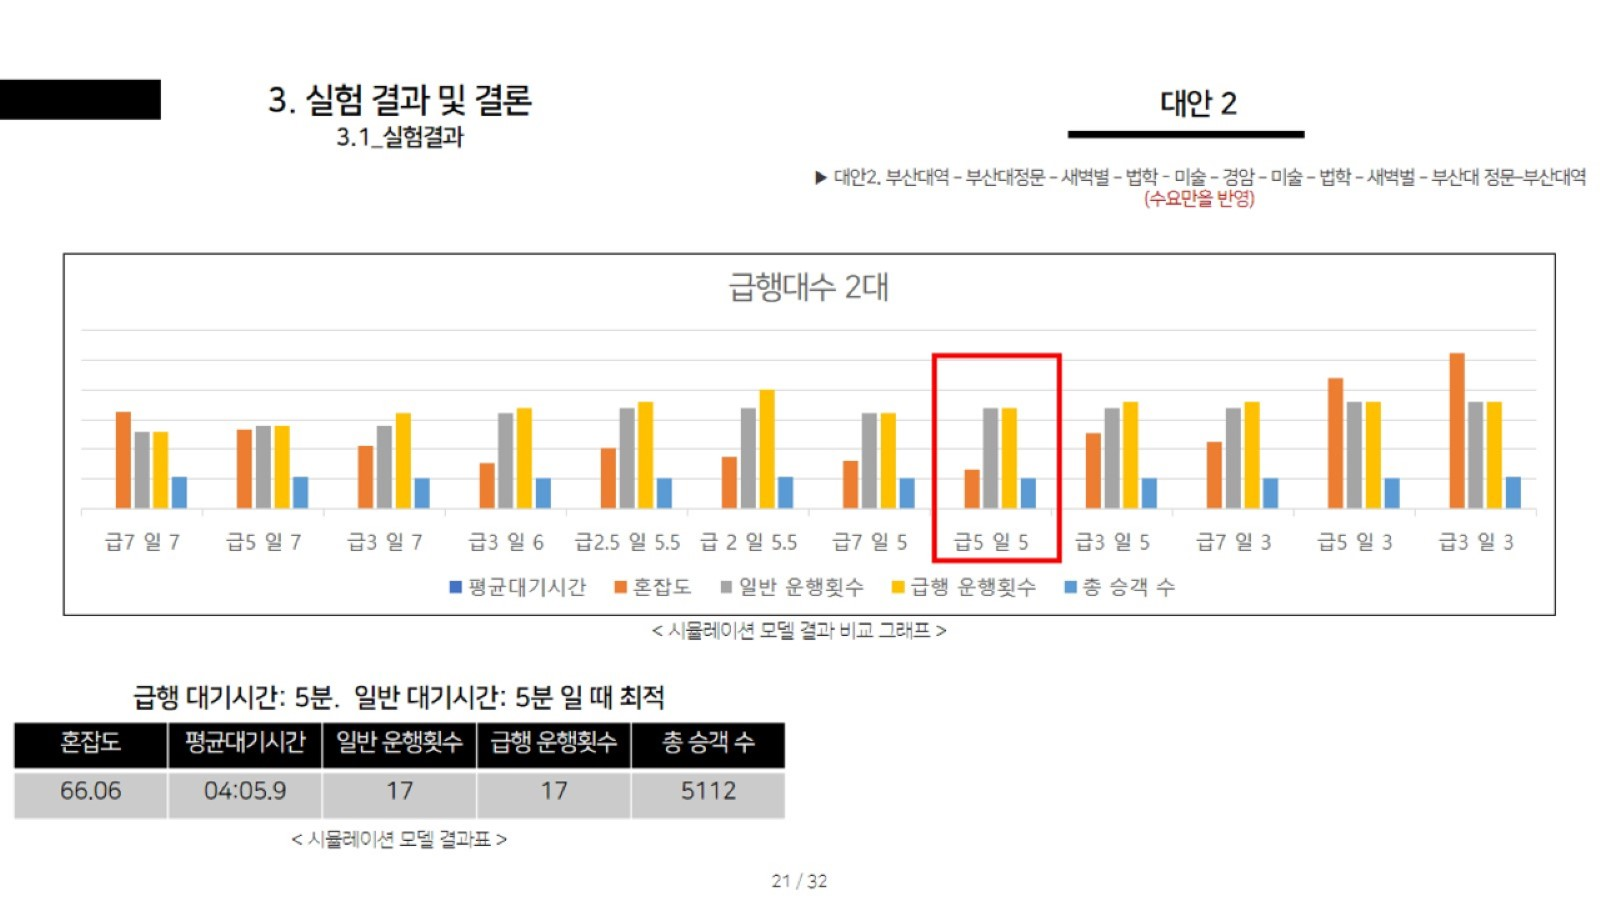 3. 실험 결과 및 결론
3.1_실험결과
대안 2
▶ 대안2. 부산대역 – 부산대정문 – 새벽별 – 법학 – 미술 – 경암 – 미술 – 법학 – 새벽벌 – 부산대 정문–부산대역
(수요만을 반영)
급행대수 2대
급7 일 7 급5 일 7 급3 일 7 급3 일 6 급2.5 일 5.5 급 2 일 5.5 급7 일 5 급5 일 5 급3 일 5 급7 일 3 급5 일 3 급3 일 3
평균대기시간 혼잡도 일반 운행횟수 급행 운행횟수 총 승객 수
< 시물레이션 모델 결과 비교 그래프 >
급행 대기시간: 5분. 일반 대기시간: 5분 일 때 최적
혼잡도 평균대기시간 일반 운행횟수 급행 운행횟수 총 승객 수
66.06 04:05.9 17 17 5112
< 시물레이션 모델 결과표 >
21 / 32